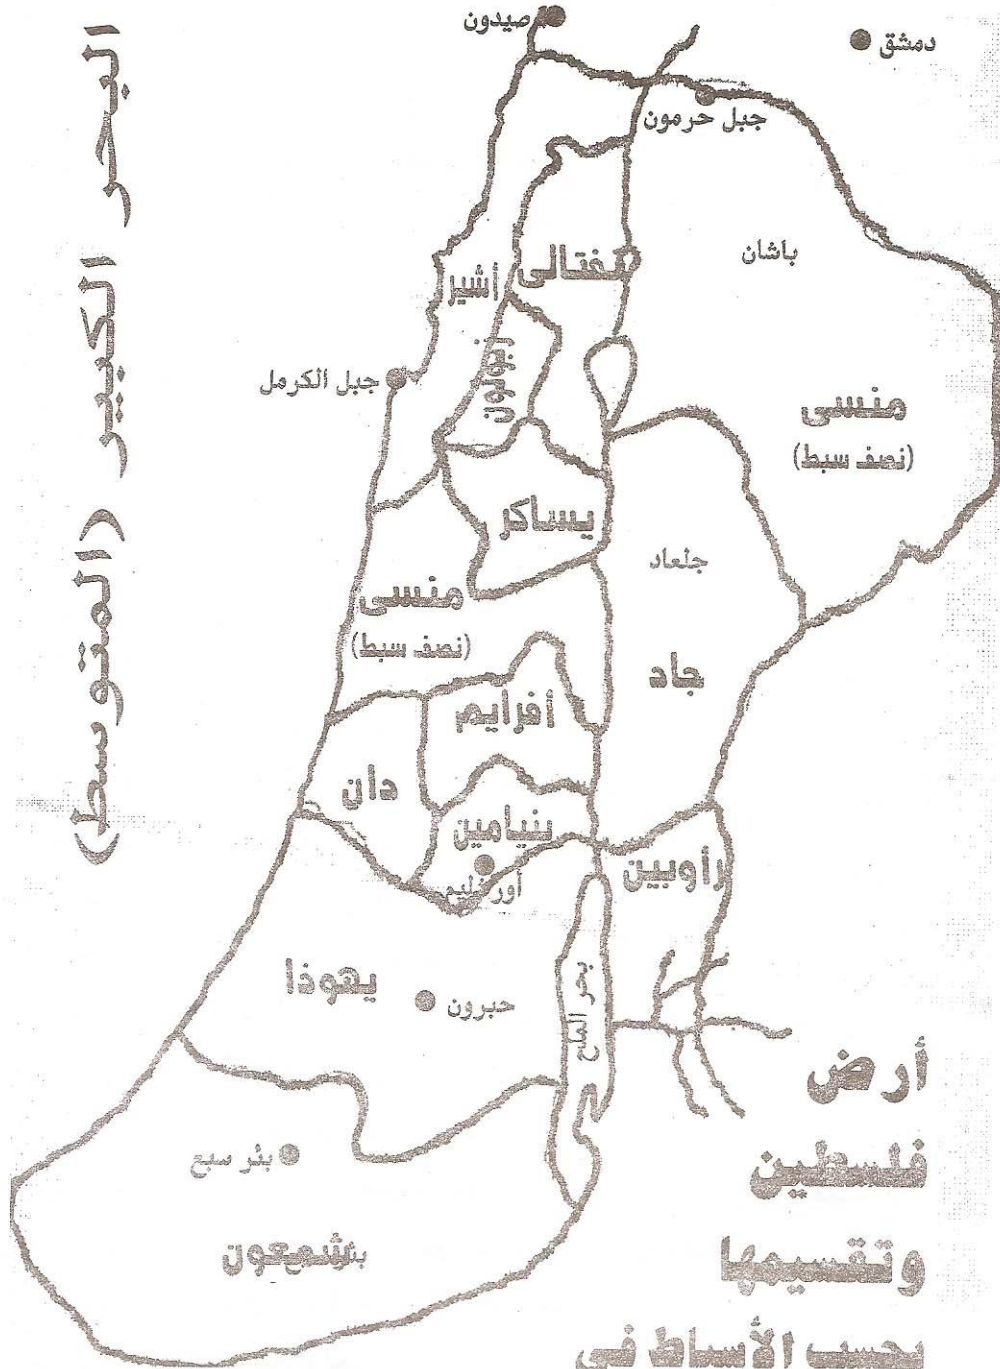 صيدون
دمشق
جبل حرمون
البحر الكبير (المتوسط)
باشان
نفتالى
أشير
زبولون
جبل الكرمل
منسى
(نصف سبط)
يساكر
جلعاد
منسى
(نصف سبط)
جاد
أفرايم
دان
بنيامين
رأوبين
يهوذا
حبرون
بحر الملح
بئر سبع
شمعون
أرض
فلسطين
وتقسيمها
بحسب الأسباط فى